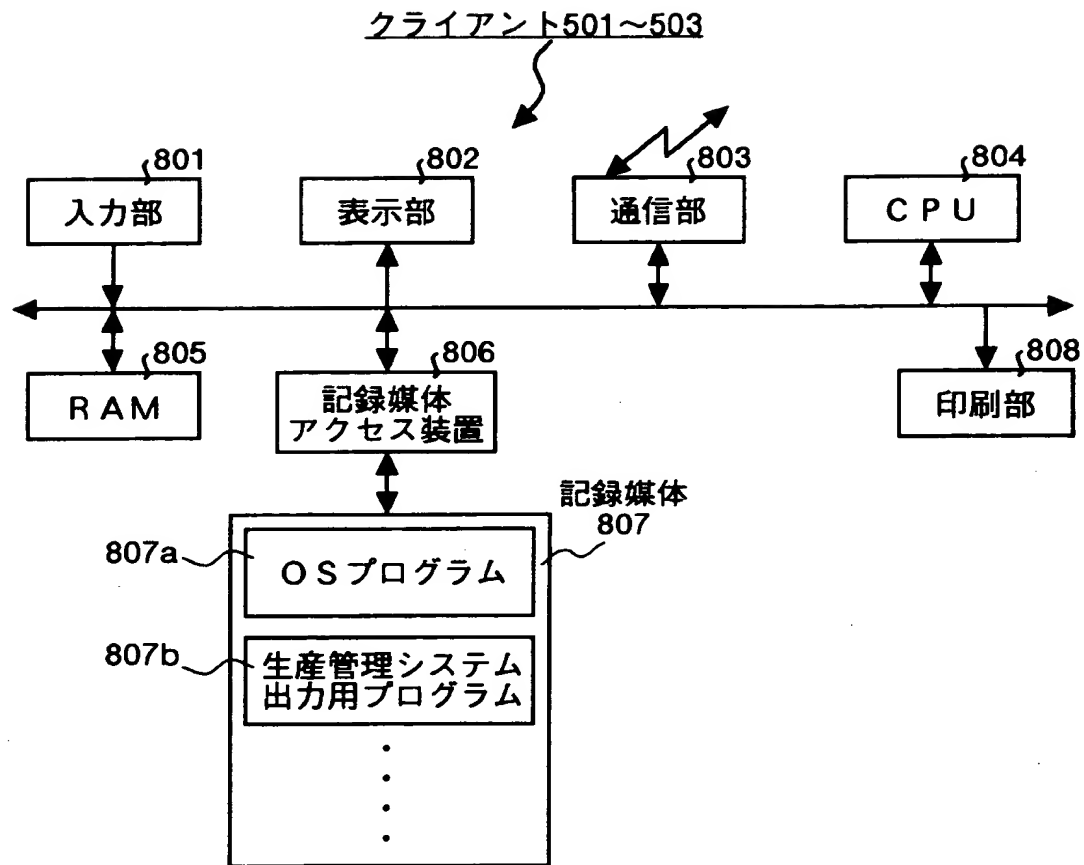 クライアント501〜503
801
入力部
802
表示部
803
通信部
804
CPU
805
RAM
806
記録媒体
アクセス装置
808
印刷部
記録媒体
807
807a
OSプログラム
807b
生産管理システム
出力用プログラム